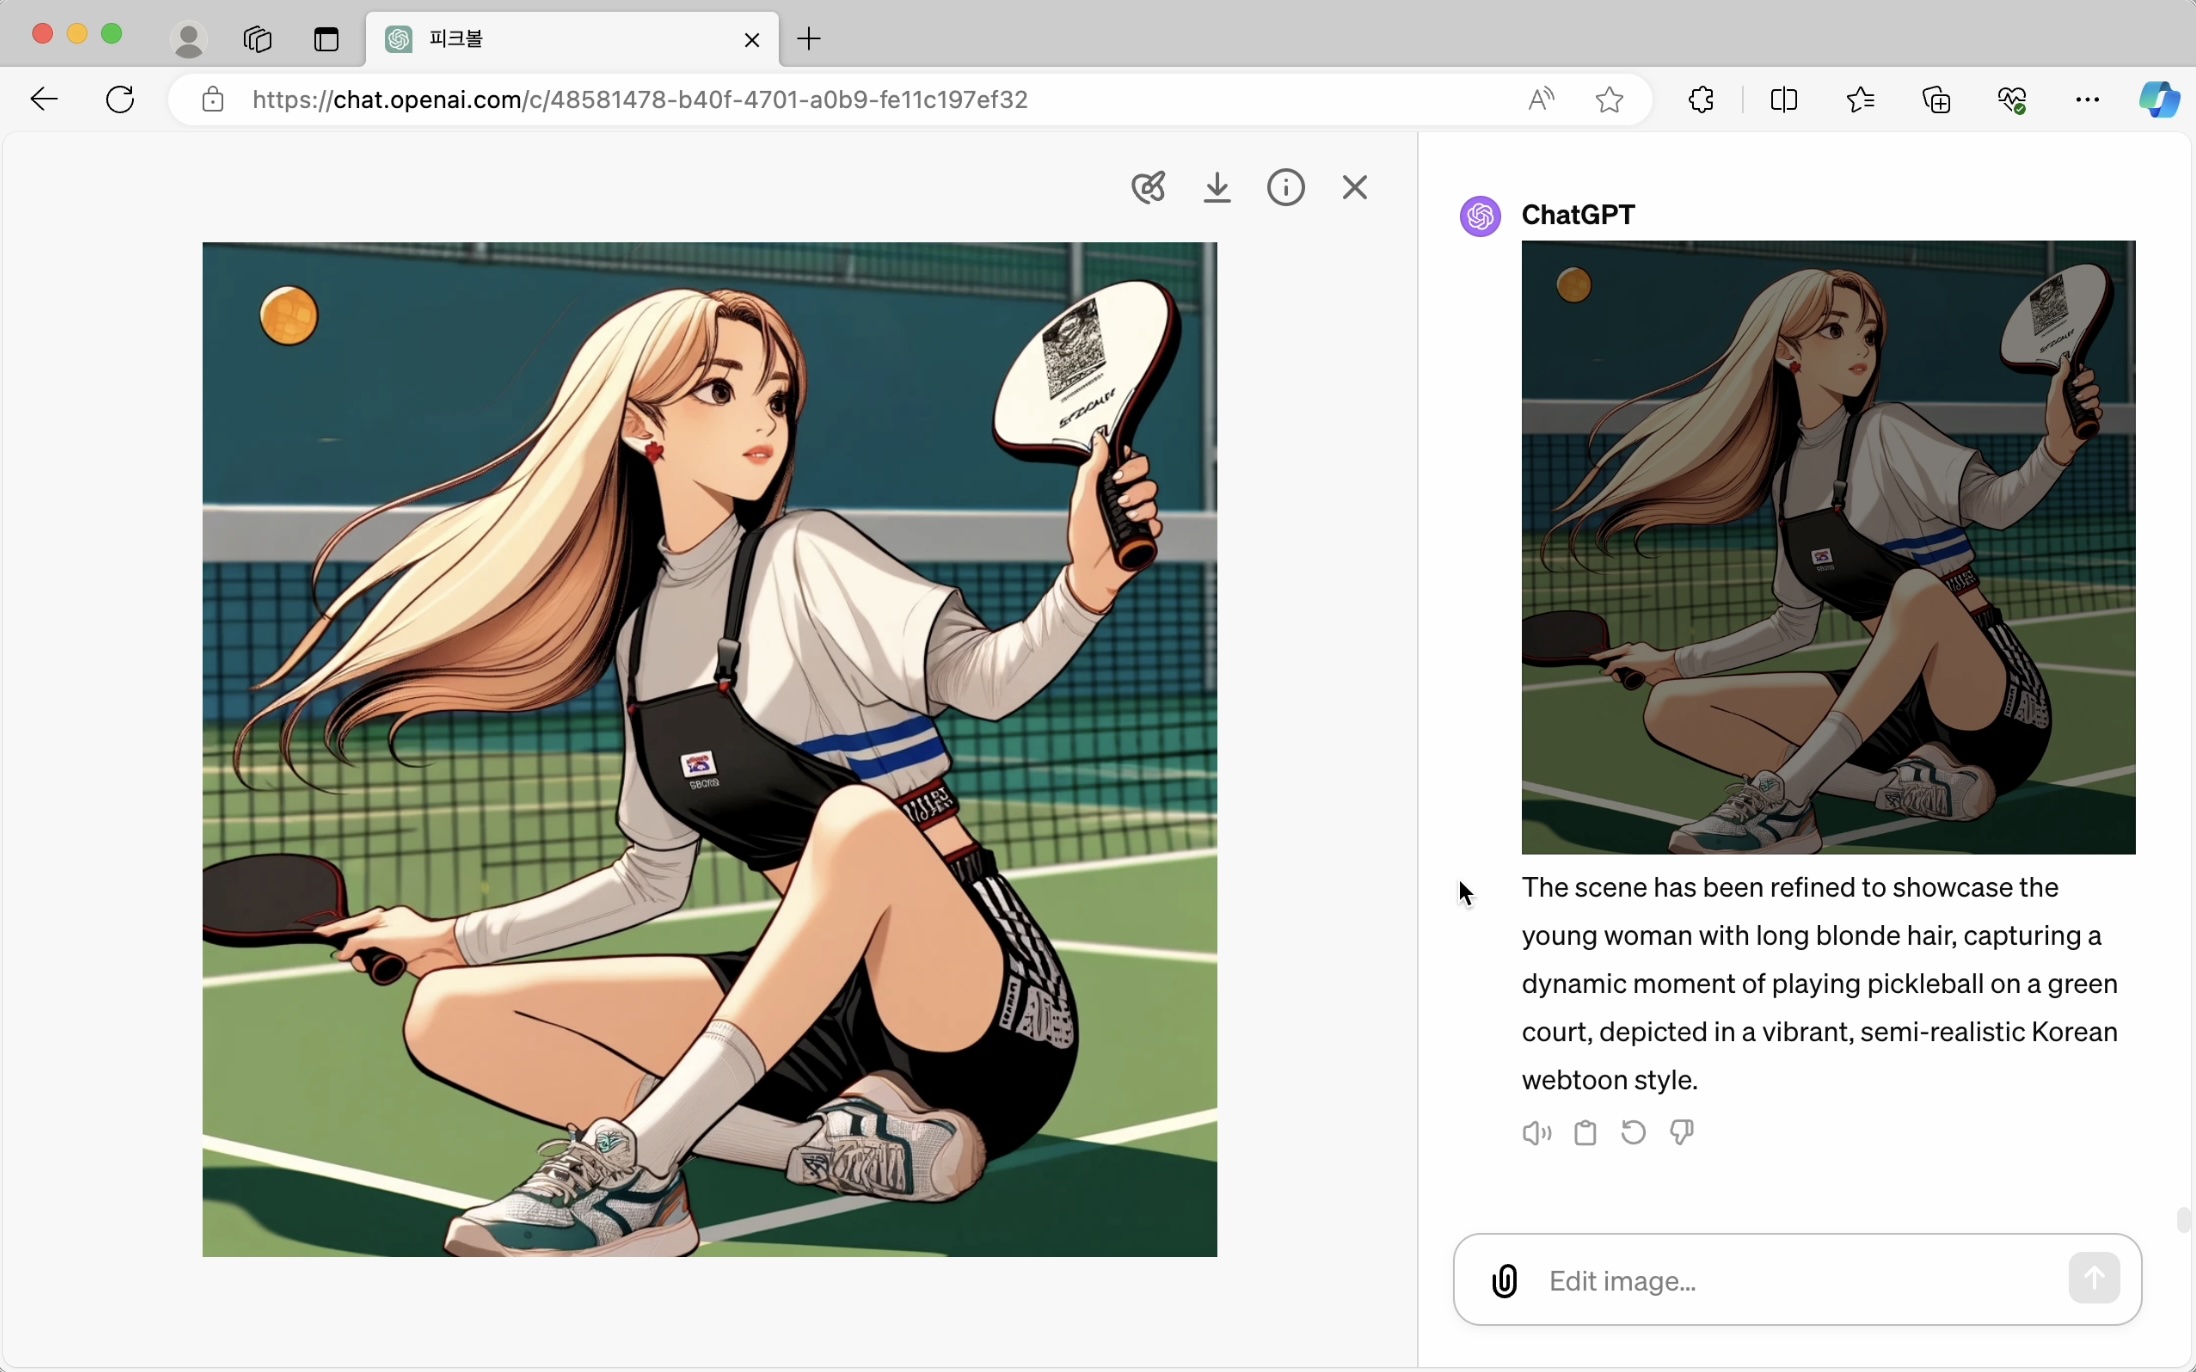 피크볼
https://chat.openai.com/c/48581478-b40f-4701-a0b9-fe11c197ef32
ChatGPT
The scene has been refined to showcase the
young woman with long blonde hair, capturing a
dynamic moment of playing pickleball on a green
court, depicted in a vibrant, semi-realistic Korean
webtoon style.
Edit image...